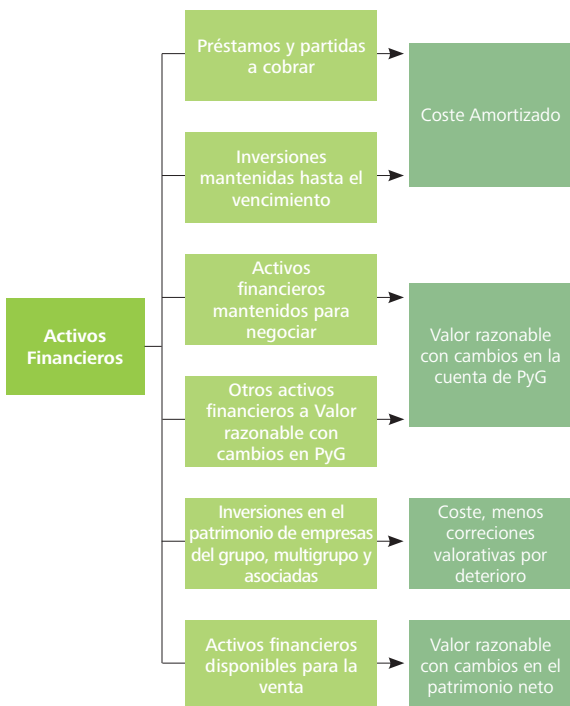 Préstamos y partidas
a cobrar
Coste Amortizado
Inversiones
mantenidas hasta el
vencimiento
Activos
financieros
mantenidos para
negociar
Valor razonable
con cambios en la
cuenta de PyG
Activos
Financieros
Otros activos
financieros a Valor
razonable con
cambios en PyG
Inversiones en el
patrimonio de empresas
del grupo, multigrupo y
asociadas
Coste, menos
correciones
valorativas por
deterioro
Activos financieros
disponibles para la
venta
Valor razonable
con cambios en el
patrimonio neto